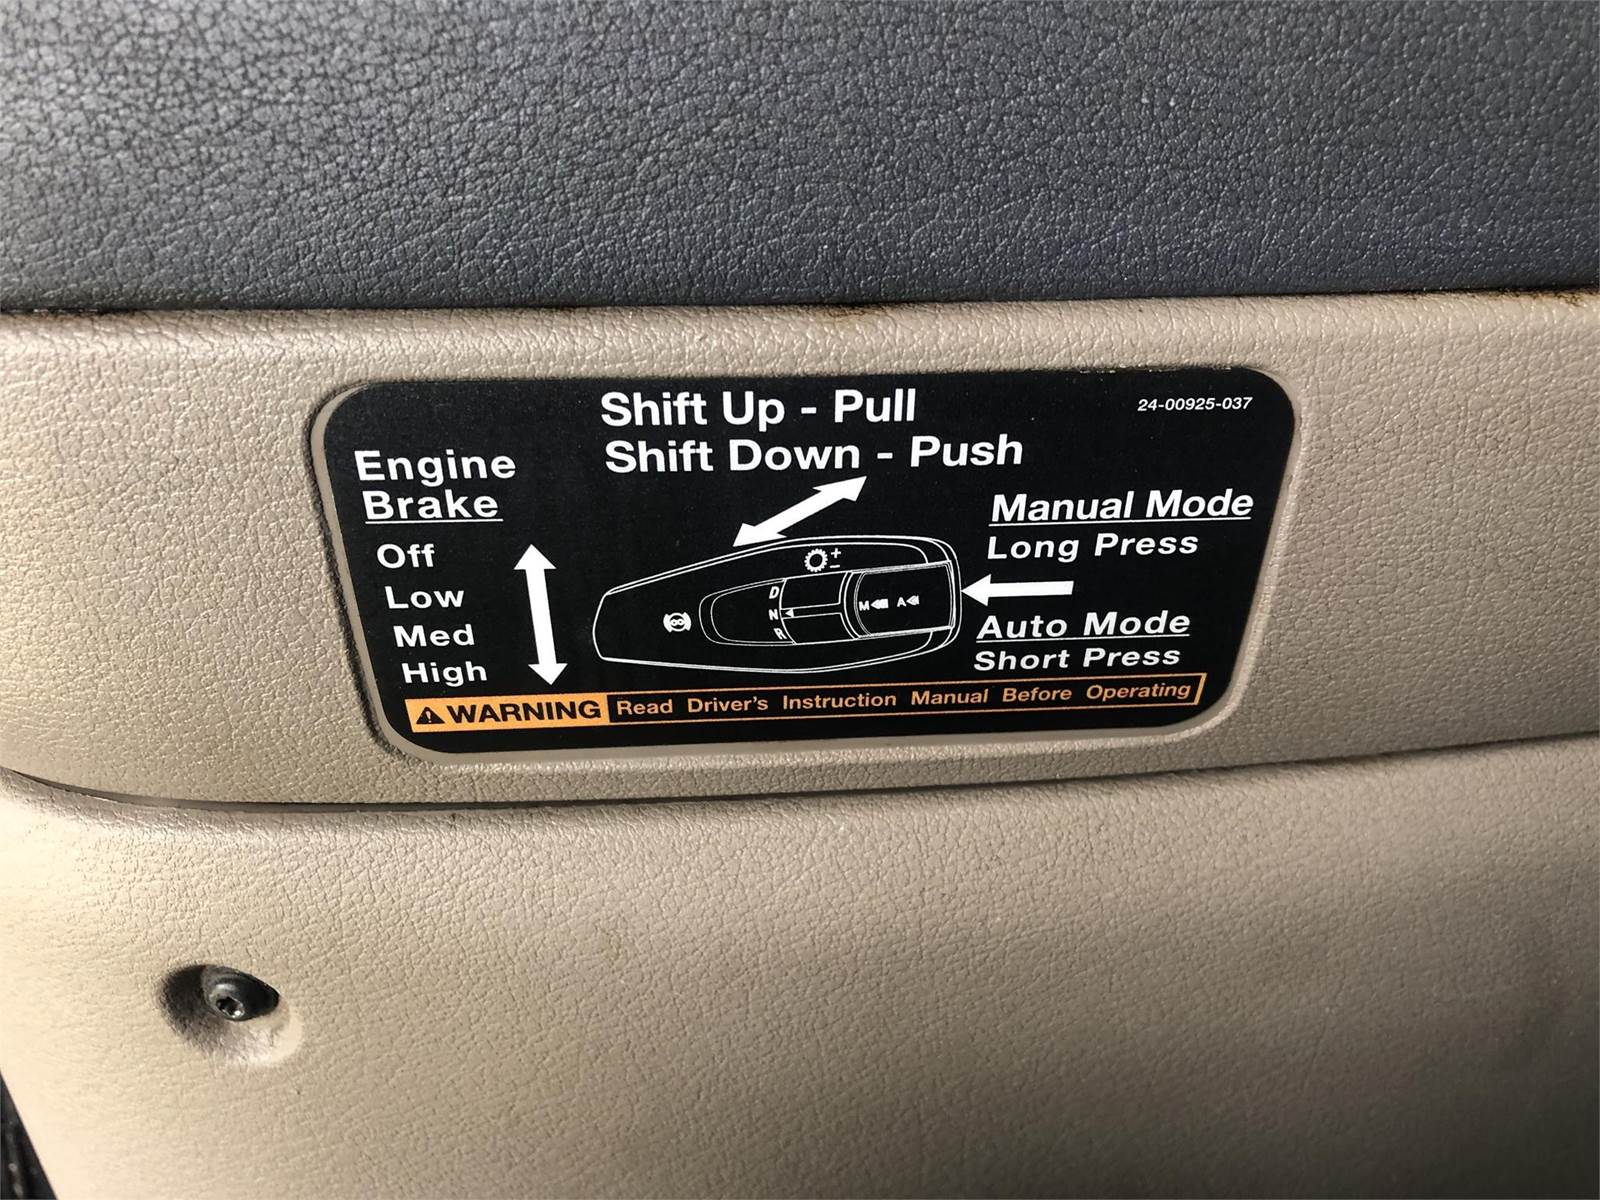 Shift Up - Pull
24-00925-037
Shift Down - Push
Engine
Brake
Off
Low
Med
High
Manual Mode
Long Press
+
-
D
N
R
M
A
Auto Mode
Short Press
WARNING Read Driver's Instruction Manual Before Operating